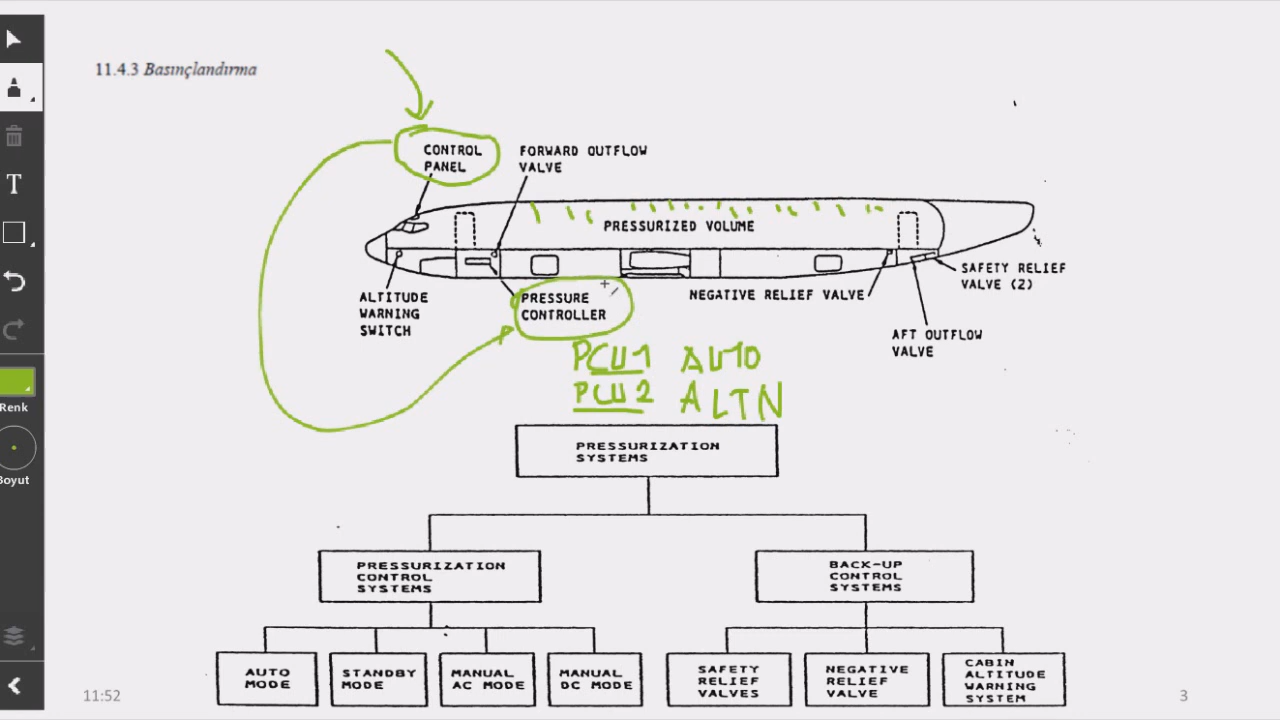 11.4.3 Basınçlandırma
CONTROL
PANEL
FORWARD OUTFLOW
VALVE
PRESSURIZED VOLUME
ALTITUDE
WARNING
SWITCH
PRESSURE
CONTROLLER
NEGATIVE RELIEF VALVE
SAFETY RELIEF
VALVE (2)
AFT OUTFLOW
VALVE
PCU1 AUTO
PCU2 ALTN
PRESSURIZATION
SYSTEMS
PRESSURIZATION
CONTROL
SYSTEMS
BACK-UP
CONTROL
SYSTEMS
AUTO
MODE
STANDBY
MODE
MANUAL
AC MODE
MANUAL
DC MODE
SAFETY
RELIEF
VALVES
NEGATIVE
RELIEF
VALVE
CABIN
ALTITUDE
WARNING
SYSTEM
T
Renk
Boyut
11:52
3